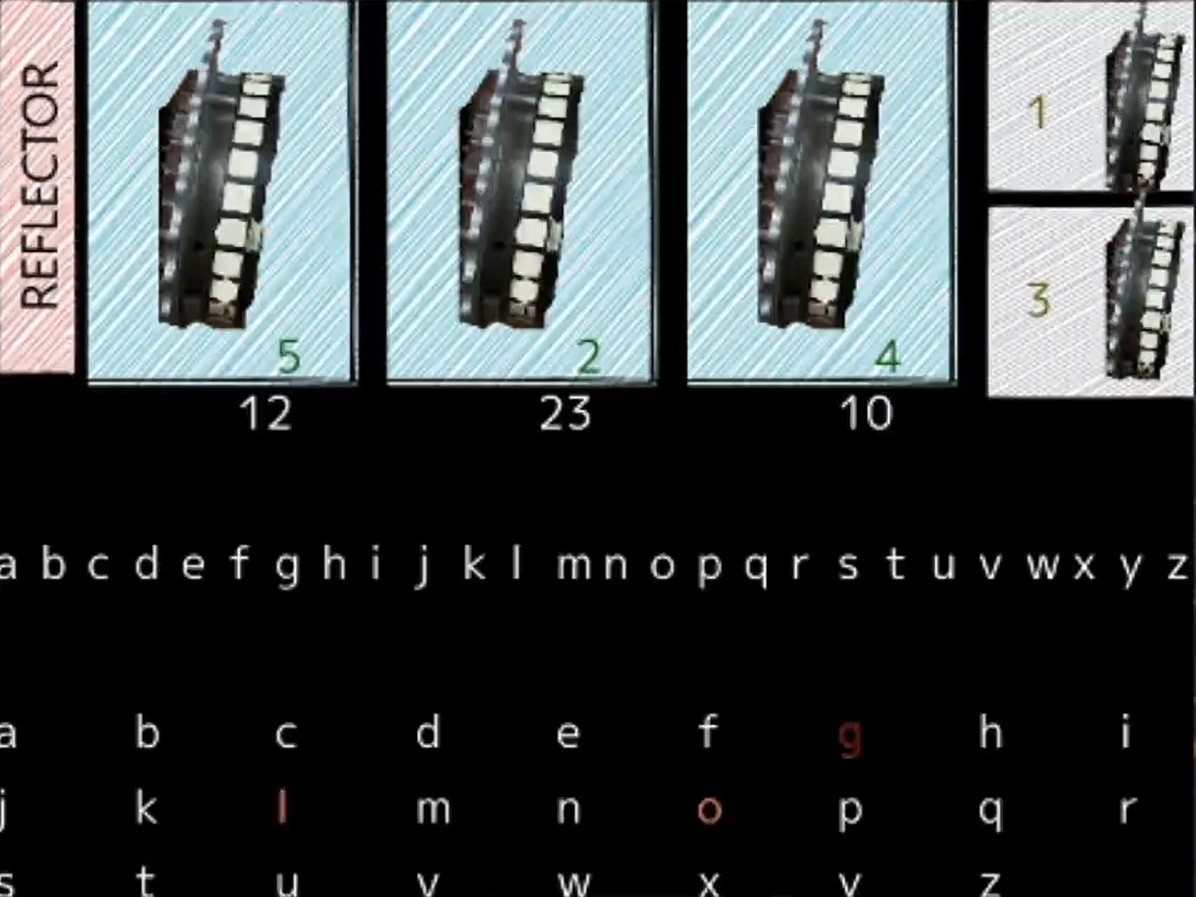 REFLECTOR
5
2
4
1
3
12 23 10
a b c d e f g h i j k l m n o p q r s t u v w x y z
a b c d e f g h i
j k l m n o p q r
s t u v w x y z